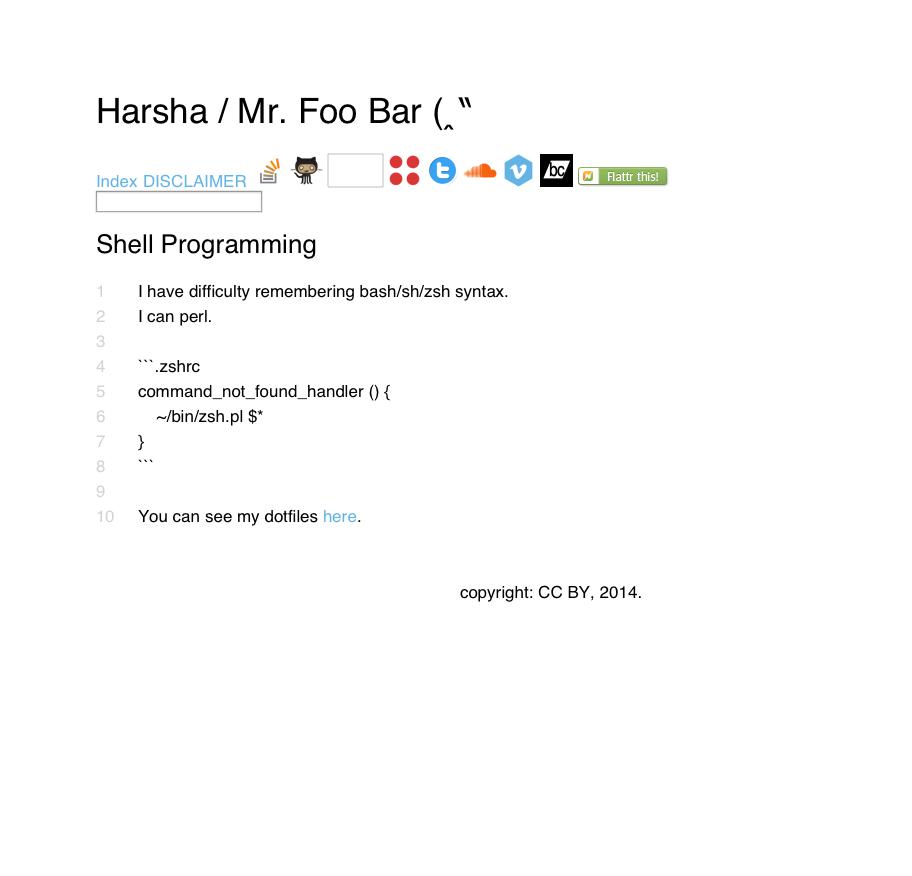 Harsha / Mr. Foo Bar (‸‶
Index DISCLAIMER t v bc Flattr this!
Shell Programming
1 I have difficulty remembering bash/sh/zsh syntax.
2 I can perl.
3
4 ```.zshrc
5 command_not_found_handler () {
6 ~/bin/zsh.pl $*
7 }
8 ```
9
10 You can see my dotfiles here.
copyright: CC BY, 2014.